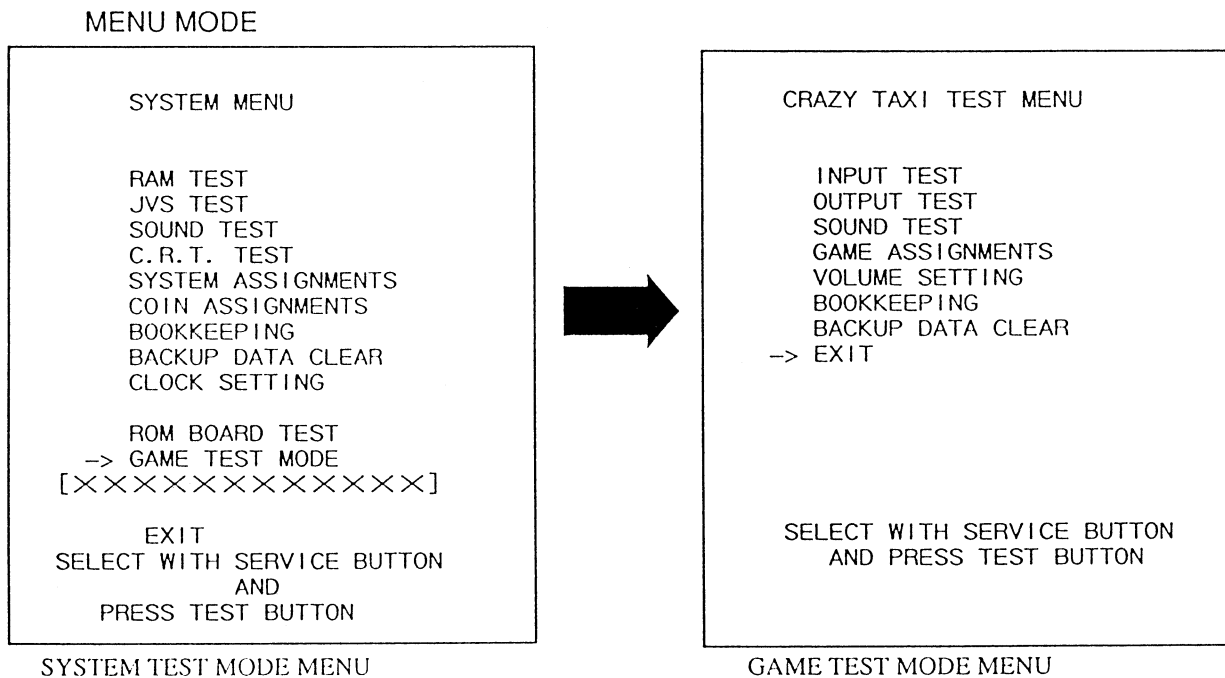 MENU MODE
SYSTEM MENU
RAM TEST
JVS TEST
SOUND TEST
C.R.T. TEST
SYSTEM ASSIGNMENTS
COIN ASSIGNMENTS
BOOKKEEPING
BACKUP DATA CLEAR
CLOCK SETTING
ROM BOARD TEST
-> GAME TEST MODE
[XXXXXXXXXXXX]
EXIT
SELECT WITH SERVICE BUTTON
AND
PRESS TEST BUTTON
SYSTEM TEST MODE MENU
CRAZY TAXI TEST MENU
INPUT TEST
OUTPUT TEST
SOUND TEST
GAME ASSIGNMENTS
VOLUME SETTING
BOOKKEEPING
BACKUP DATA CLEAR
-> EXIT
SELECT WITH SERVICE BUTTON
AND PRESS TEST BUTTON
GAME TEST MODE MENU